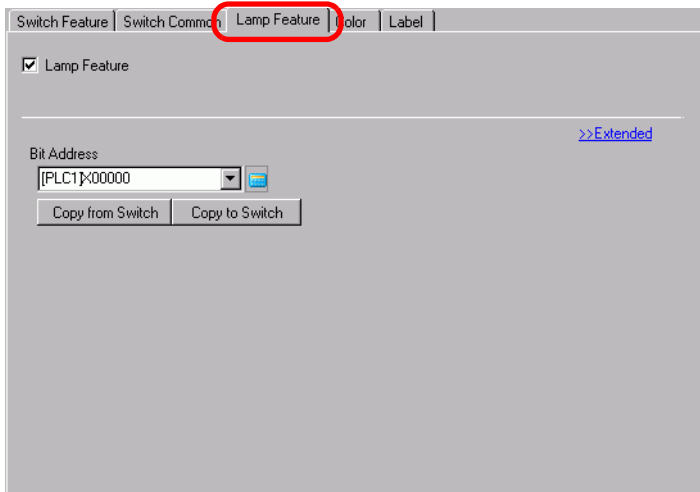 Switch Feature Switch Common Lamp Feature Color Label
Lamp Feature
>>Extended
Bit Address
[PLC1]X00000
Copy from Switch Copy to Switch